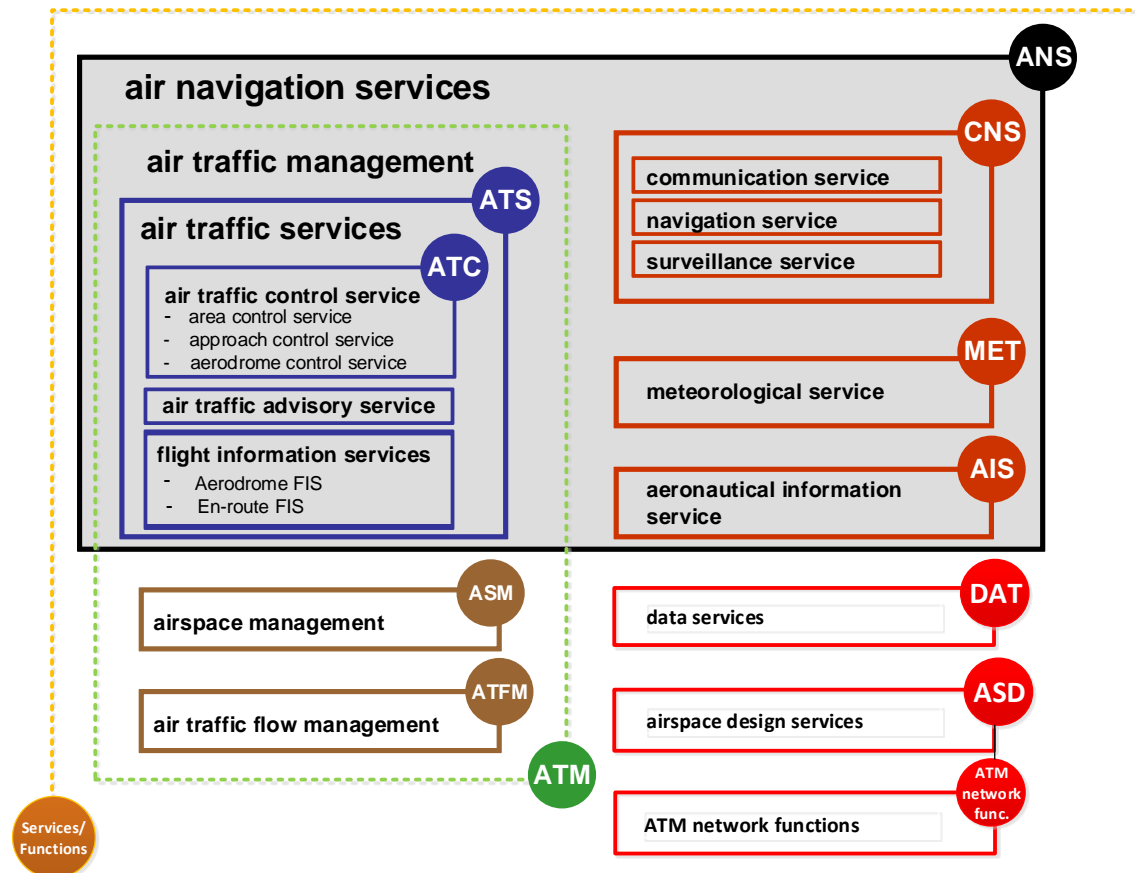 ANS
air navigation services
air traffic management
ATS
air traffic services
ATC
air traffic control service
- area control service
- approach control service
- aerodrome control service
air traffic advisory service
flight information services
- Aerodrome FIS
- En-route FIS
CNS
communication service
navigation service
surveillance service
MET
meteorological service
AIS
aeronautical information
service
ASM
airspace management
ATFM
air traffic flow management
ATM
DAT
data services
ASD
airspace design services
ATM
network
func.
ATM network functions
Services/
Functions